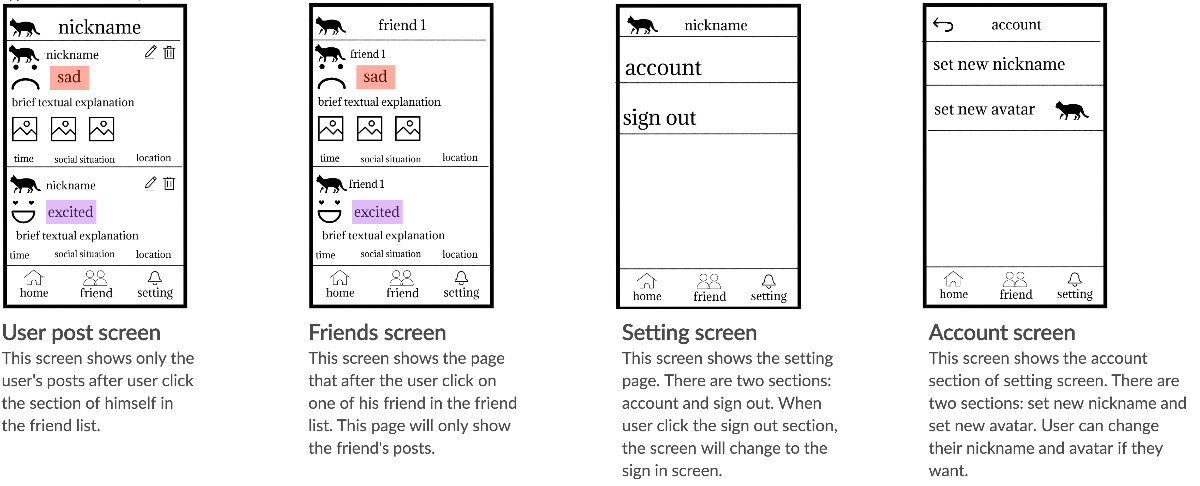 nickname
nickname
sad
brief textual explanation
time social situation location
nickname
excited
brief textual explanation
time social situation location
home friend setting
User post screen
This screen shows only the
user's posts after user click
the section of himself in
the friend list.
friend 1
friend 1
sad
brief textual explanation
time social situation location
friend 1
excited
brief textual explanation
time social situation location
home friend setting
Friends screen
This screen shows the page
that after the user click on
one of his friend in the friend
list. This page will only show
the friend's posts.
nickname
account
sign out
home friend setting
Setting screen
This screen shows the setting
page. There are two sections:
account and sign out. When
user click the sign out section,
the screen will change to the
sign in screen.
account
set new nickname
set new avatar
home friend setting
Account screen
This screen shows the account
section of setting screen. There are
two sections: set new nickname and
set new avatar. User can change
their nickname and avatar if they
want.